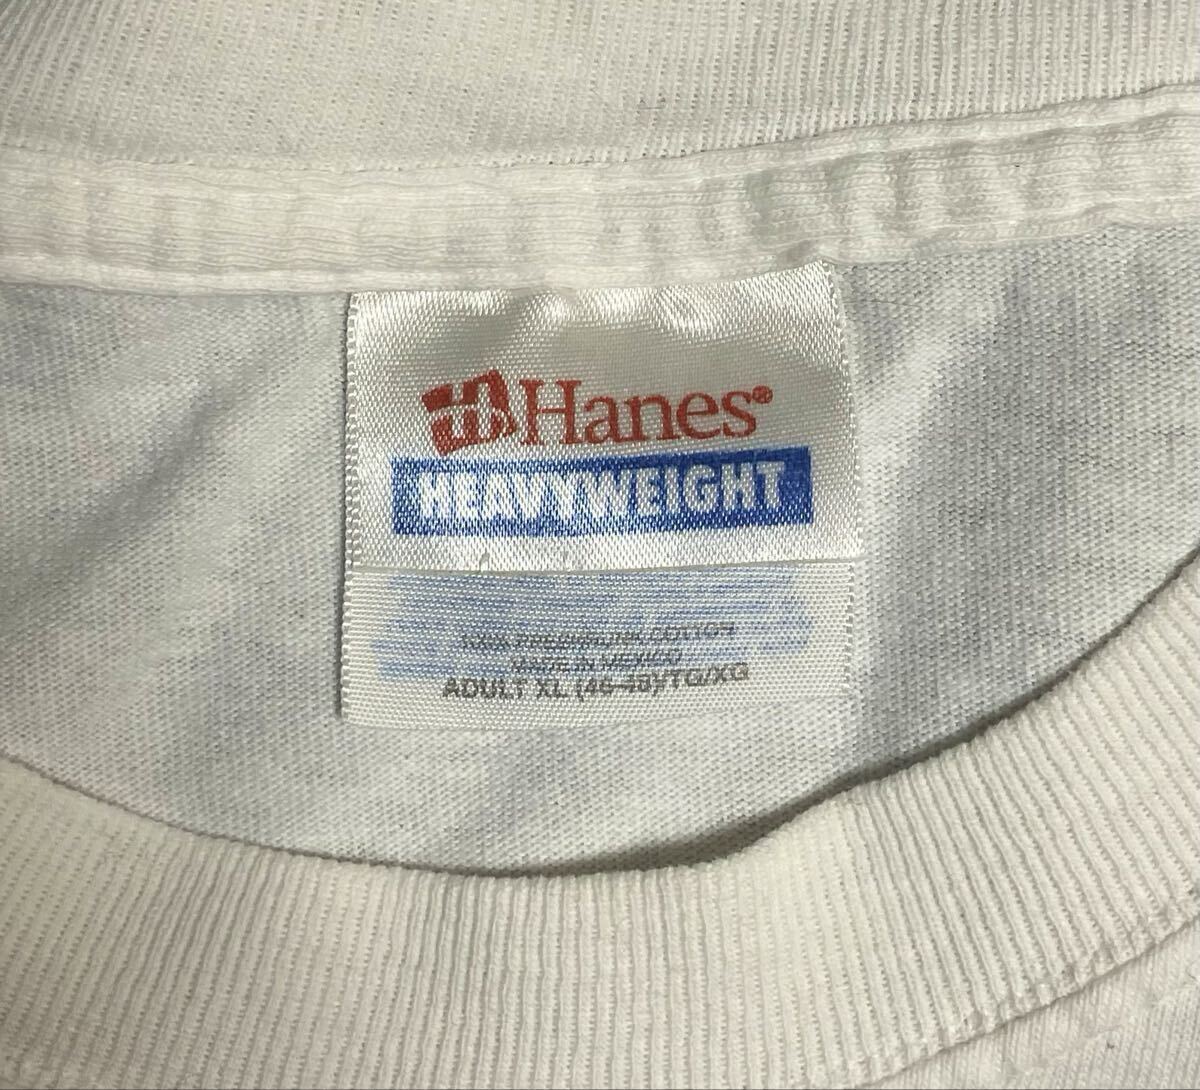 Hanes®
HEAVYWEIGHT
100% PRESHRUNK COTTON
MADE IN MEXICO
ADULT XL (46-48)/TG/XG